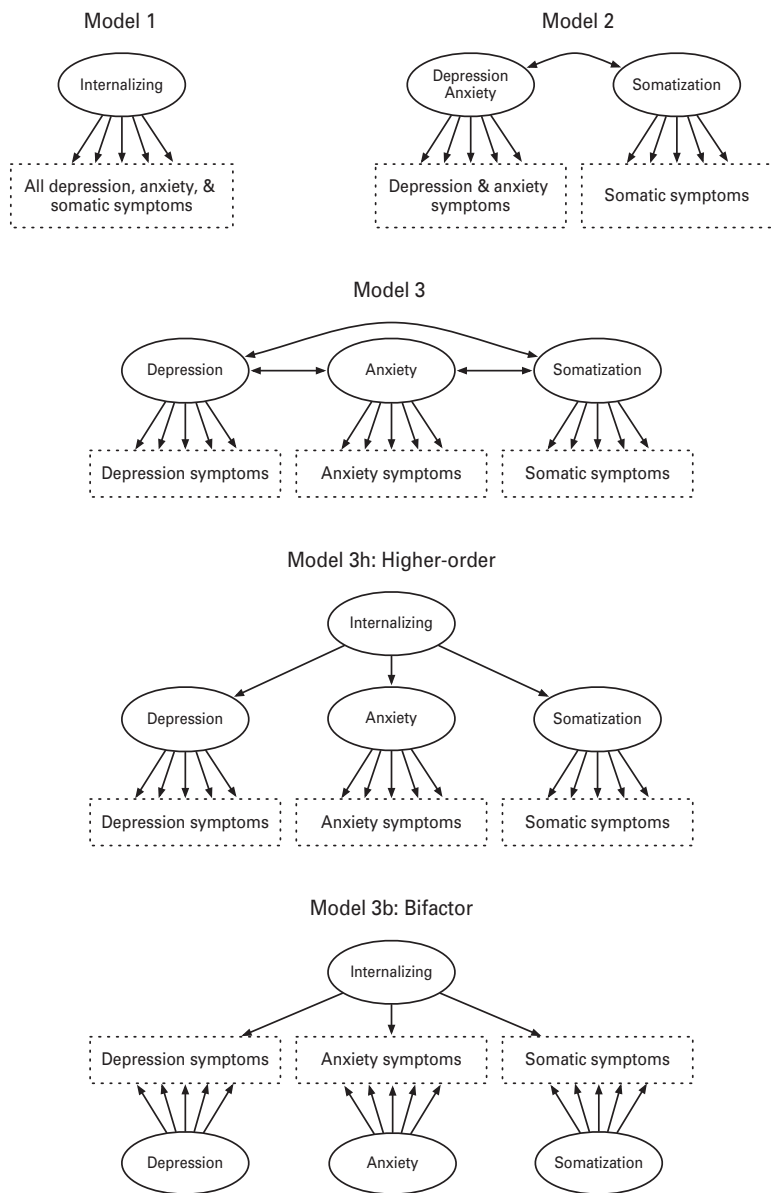 Model 1
Internalizing
All depression, anxiety, &
somatic symptoms
Model 2
Depression
Anxiety
Somatization
Depression & anxiety
symptoms
Somatic symptoms
Model 3
Depression
Anxiety
Somatization
Depression symptoms
Anxiety symptoms
Somatic symptoms
Model 3h: Higher-order
Internalizing
Depression
Anxiety
Somatization
Depression symptoms
Anxiety symptoms
Somatic symptoms
Model 3b: Bifactor
Internalizing
Depression symptoms
Anxiety symptoms
Somatic symptoms
Depression
Anxiety
Somatization